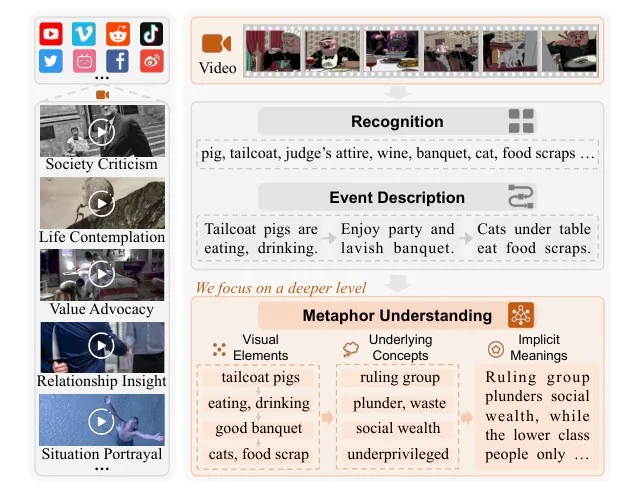 ...
Society Criticism
Life Contemplation
Value Advocacy
Relationship Insight
Situation Portrayal
...
Video
Recognition
pig, tailcoat, judge's attire, wine, banquet, cat, food scraps ...
Event Description
Tailcoat pigs are
eating, drinking.
Enjoy party and
lavish banquet.
Cats under table
eat food scraps.
We focus on a deeper level
Metaphor Understanding
Visual
Elements
Underlying
Concepts
Implicit
Meanings
tailcoat pigs
eating, drinking
good banquet
cats, food scrap
ruling group
plunder, waste
social wealth
underprivileged
Ruling group
plunders social
wealth, while
the lower class
people only ...